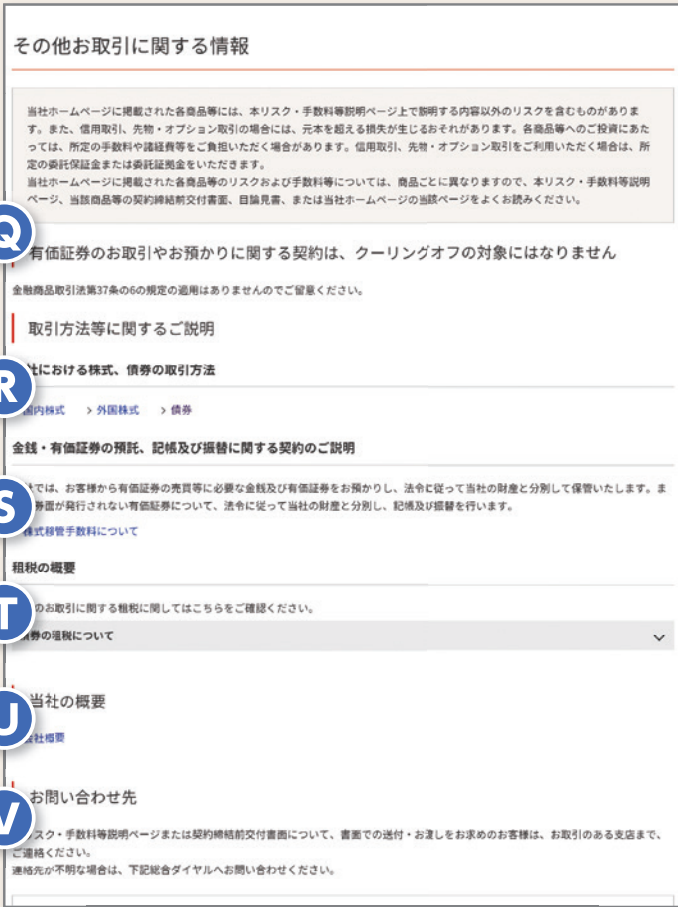 その他お取引に関する情報
当社ホームページに掲載された各商品等には、本リスク・手数料等説明ページ上で説明する内容以外のリスクを含むものがありま
す。また、信用取引、先物・オプション取引の場合には、元本を超える損失が生じるおそれがあります。各商品等へのご投資にあた
っては、所定の手数料や諸経費等をご負担いただく場合があります。信用取引、先物・オプション取引をご利用いただく場合は、所
定の委託保証金または委託証拠金をいただきます。
当社ホームページに掲載された各商品等のリスクおよび手数料等については、商品ごとに異なりますので、本リスク・手数料等説明
ページ、当該商品等の契約締結前交付書面、目論見書、または当社ホームページの当該ページをよくお読みください。
Q
有価証券のお取引やお預かりに関する契約は、クーリングオフの対象にはなりません
金融商品取引法第37条の6の規定の適用はありませんのでご留意ください。
取引方法等に関するご説明
R
社における株式、債券の取引方法
国内株式 > 外国株式 > 債券
金銭・有価証券の預託、記帳及び振替に関する契約のご説明
S
では、お客様から有価証券の売買等に必要な金銭及び有価証券をお預かりし、法令に従って当社の財産と分別して保管いたします。ま
券面が発行されない有価証券について、法令に従って当社の財産と分別し、記帳及び振替を行います。
株式移管手数料について
租税の概要
T
のお取引に関する租税に関してはこちらをご確認ください。
券の租税について
U
当社の概要
会社概要
お問い合わせ先
V
スク・手数料等説明ページまたは契約締結前交付書面について、書面での送付・お渡しをお求めのお客様は、お取引のある支店まで、
ご連絡ください。
連絡先が不明な場合は、下記総合ダイヤルへお問い合わせください。